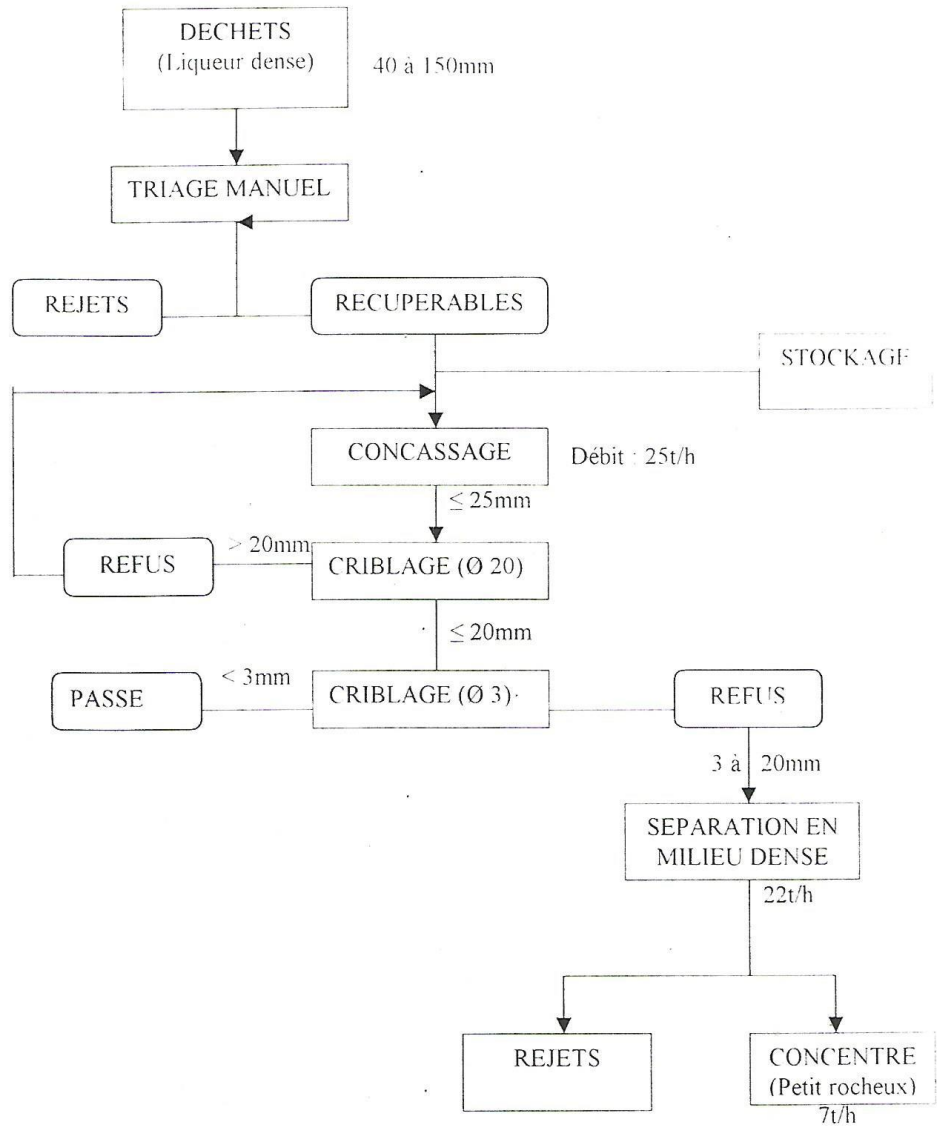 DECHETS
(Liqueur dense)
40 à 150mm
TRIAGE MANUEL
REJETS
RECUPERABLES
STOCKAGE
CONCASSAGE
Débit : 25t/h
≤ 25mm
REFUS
> 20mm
CRIBLAGE (Ø 20)
≤ 20mm
PASSE
< 3mm
CRIBLAGE (Ø 3)
REFUS
3 à 20mm
SEPARATION EN
MILIEU DENSE
22t/h
REJETS
CONCENTRE
(Petit rocheux)
7t/h